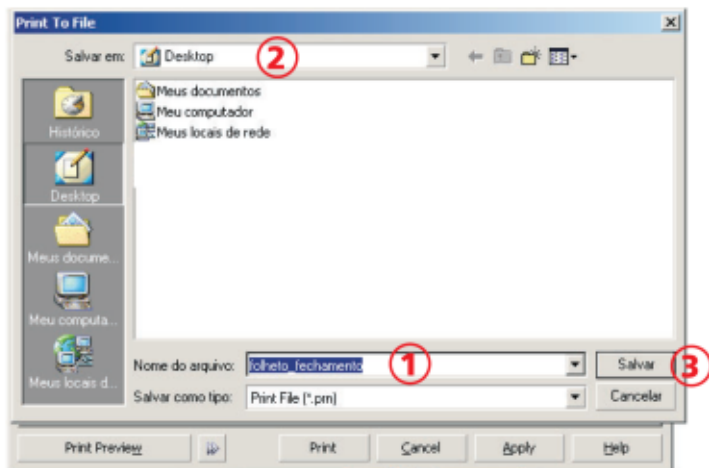 Print To File
Salvar em: Desktop 2
Histórico
Desktop
Meus docume...
Meu computa...
Meus locais d...
Meus documentos
Meu computador
Meus locais de rede
Nome do arquivo: folheto_fechamento 1 Salvar 3
Salvar como tipo: Print File (*.prn) Cancelar
Print Preview Print Cancel Apply Help